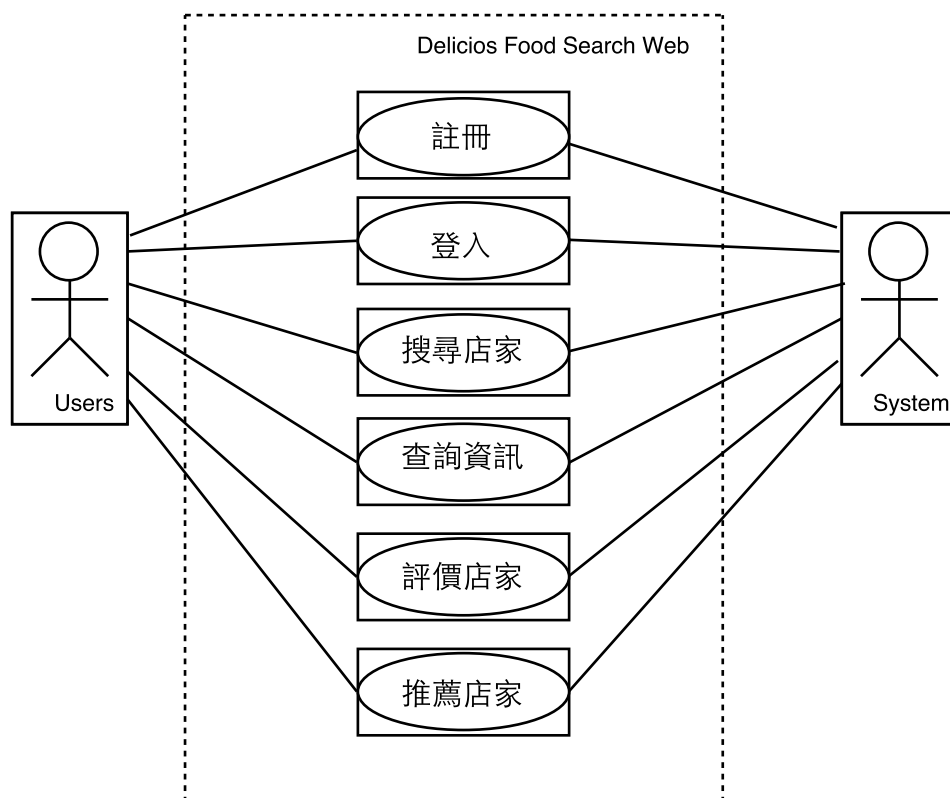 Delicios Food Search Web
註冊
登入
搜尋店家
查詢資訊
評價店家
推薦店家
Users
System